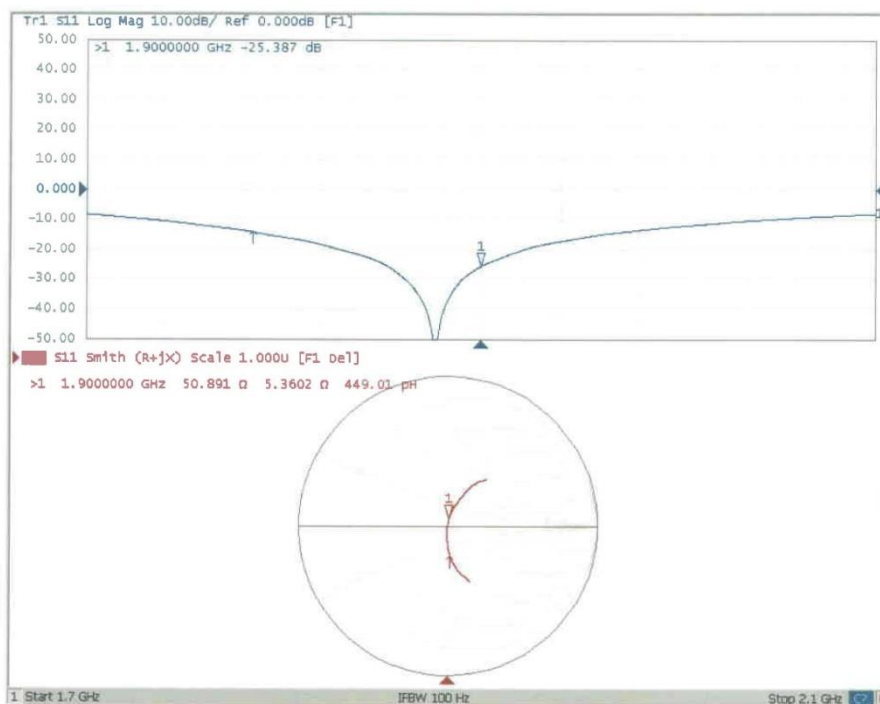 Tr1 S11 Log Mag 10.00dB/ Ref 0.000dB [F1]
50.00
>1 1.9000000 GHz -25.387 dB
40.00
30.00
20.00
10.00
0.000
-10.00
1
-20.00
-30.00
-40.00
-50.00
S11 Smith (R+jX) Scale 1.000U [F1 Del]
>1 1.9000000 GHz 50.891 Ω 5.3602 Ω 449.01 pH
1
1 Start 1.7 GHz IFBW 100 Hz Stop 2.1 GHz